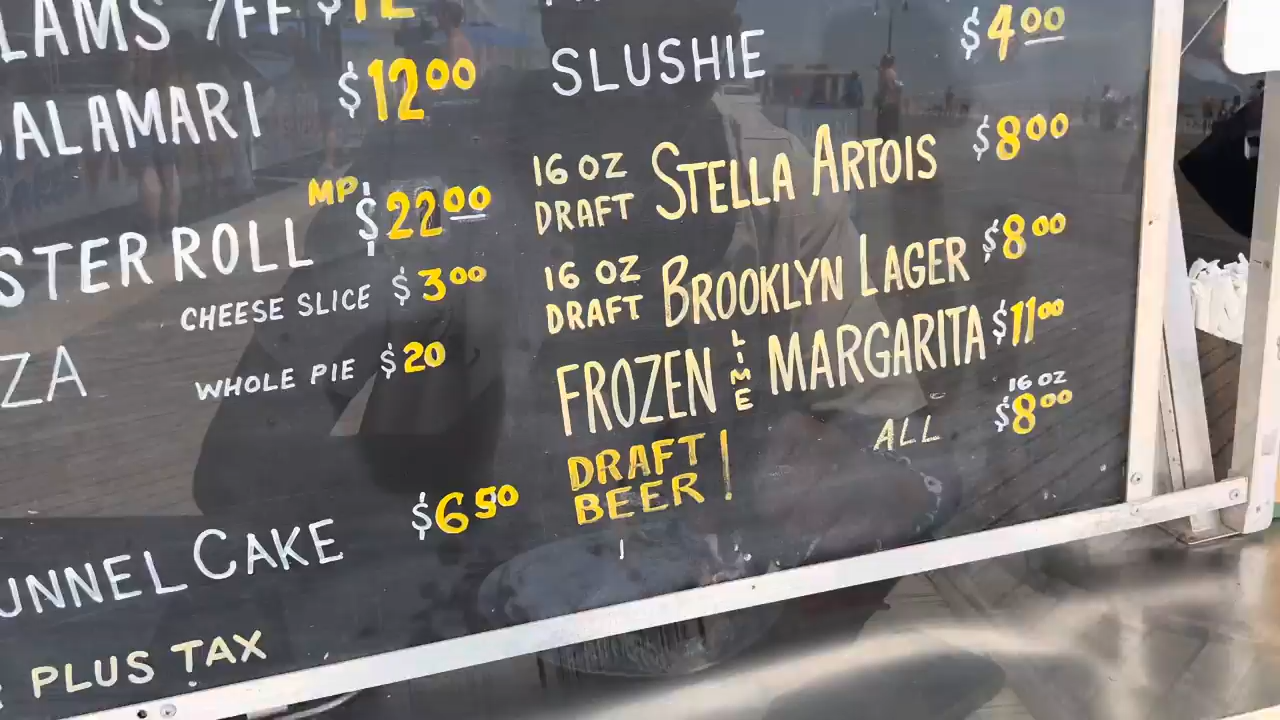 LAMS 7FF $12
ALAMARI $12.00
MP
STER ROLL $22.00
CHEESE SLICE $3.00
ZA
WHOLE PIE $20
UNNEL CAKE $6.50
PLUS TAX
SLUSHIE $4.00
16 OZ DRAFT STELLA ARTOIS $8.00
16 OZ DRAFT BROOKLYN LAGER $8.00
FROZEN LIME MARGARITA $11.00
16 OZ
DRAFT BEER! ALL $8.00